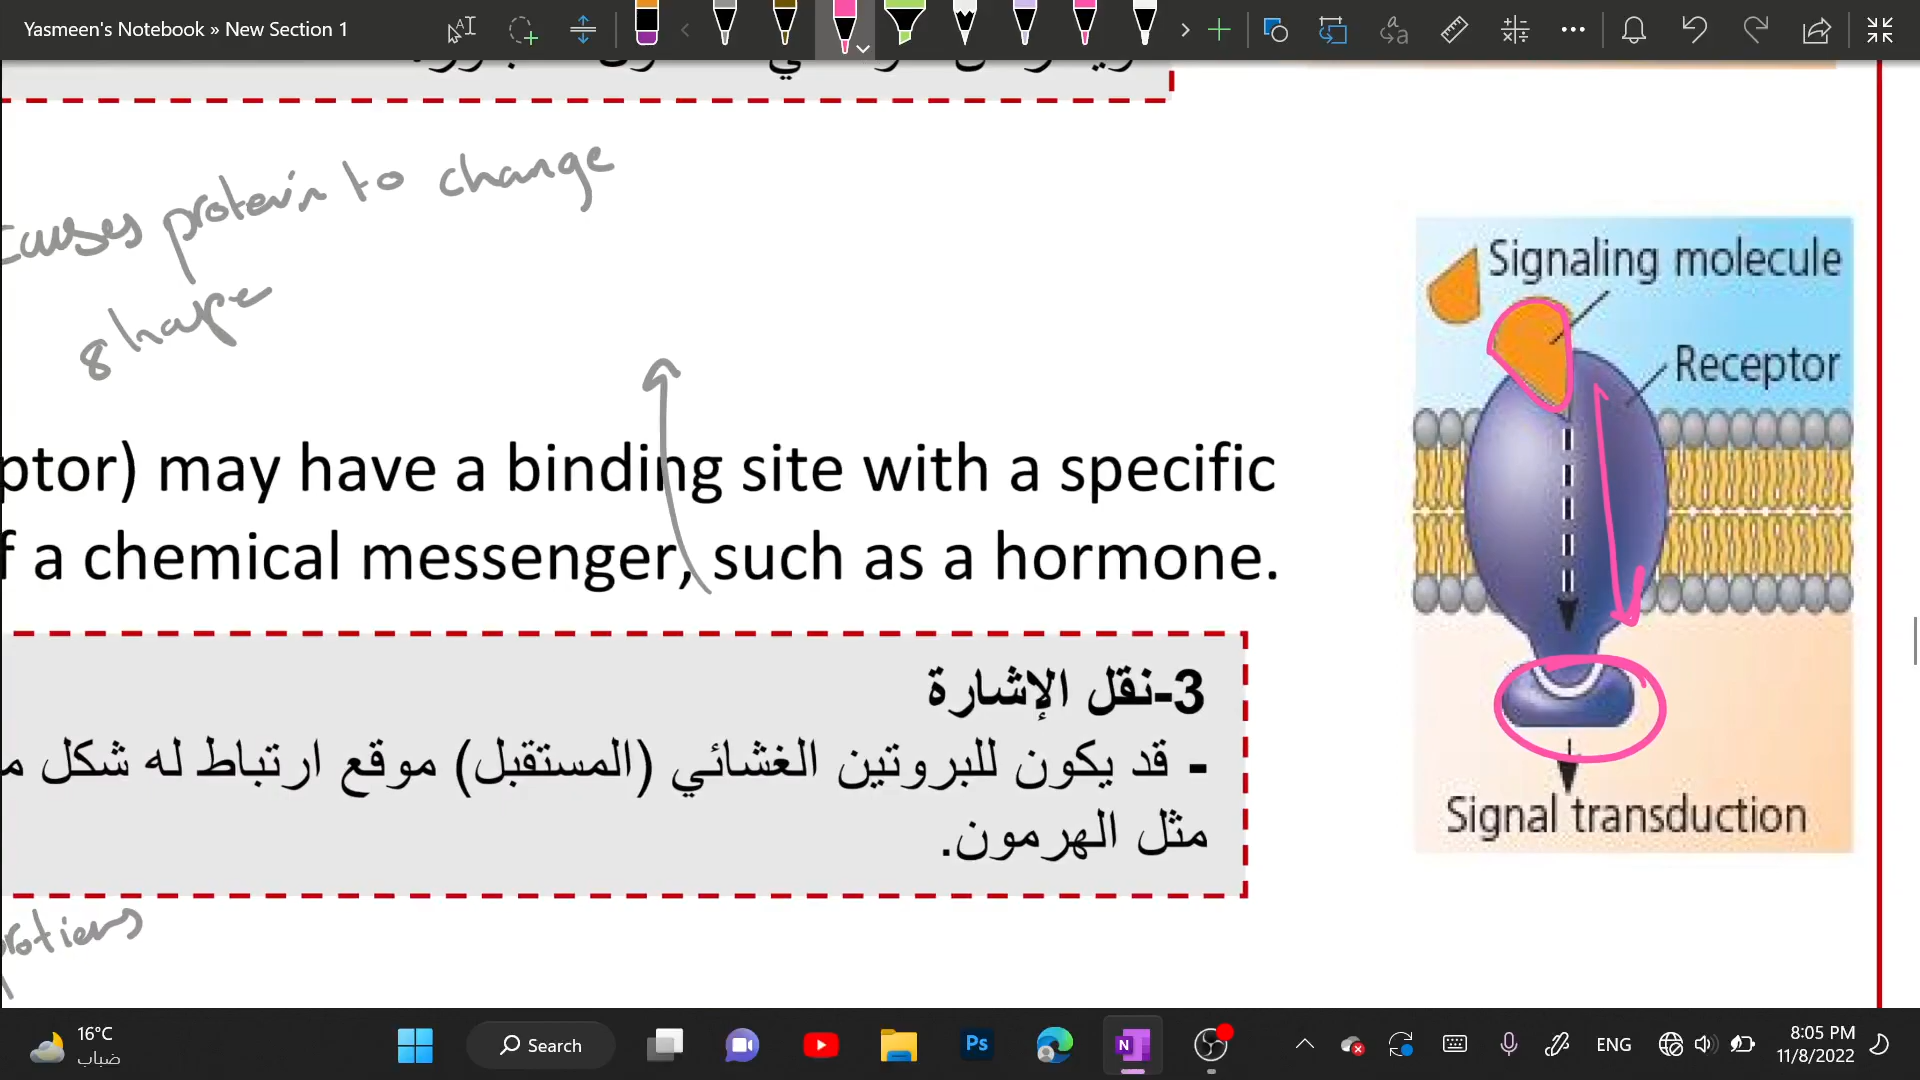 Yasmeen's Notebook » New Section 1
causes protein to change
shape
Signaling molecule
Receptor
ptor) may have a binding site with a specific
f a chemical messenger, such as a hormone.
3-نقل الإشارة
- قد يكون للبروتين الغشائي (المستقبل) موقع ارتباط له شكل م
مثل الهرمون.
Signal transduction
rotiens
16°C
ضباب
Search
Ps
N
ENG
8:05 PM
11/8/2022